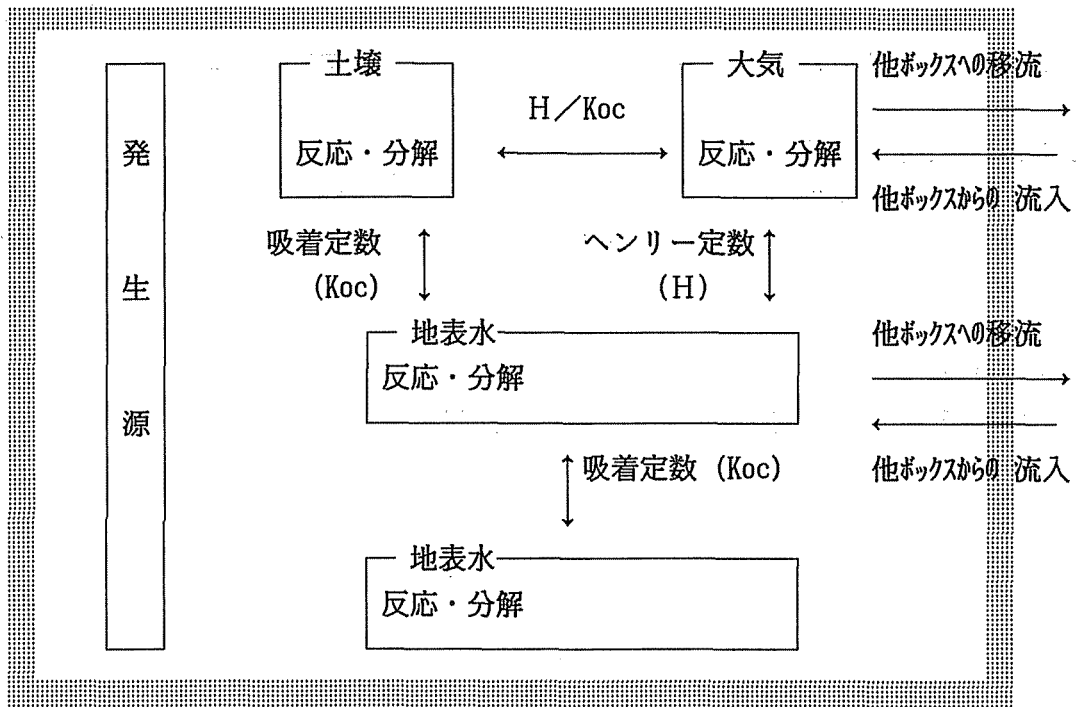 発生源
土壌
反応・分解
H/Koc
大気
反応・分解
他ボックスへの移流
他ボックスからの 流入
吸着定数
(Koc)
ヘンリー定数
(H)
地表水
反応・分解
他ボックスへの移流
他ボックスからの 流入
吸着定数 (Koc)
地表水
反応・分解